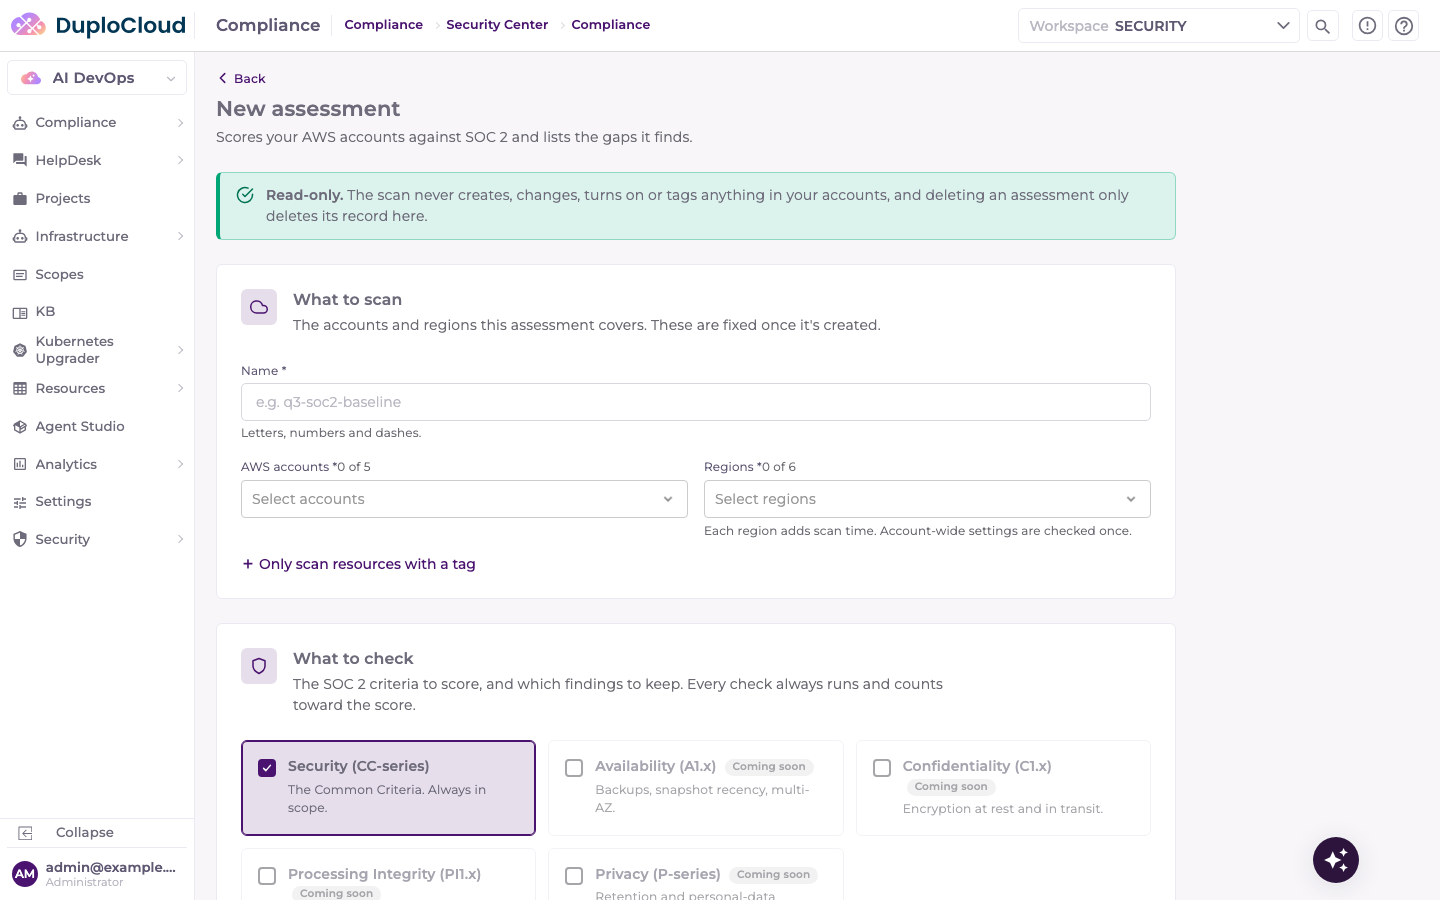 DuploCloud
Compliance
Compliance
Security Center
Compliance
Workspace SECURITY
AI DevOps
Compliance
HelpDesk
Projects
Infrastructure
Scopes
KB
Kubernetes
Upgrader
Resources
Agent Studio
Analytics
Settings
Security
Collapse
AM
admin@example....
Administrator
Back
New assessment
Scores your AWS accounts against SOC 2 and lists the gaps it finds.
Read-only. The scan never creates, changes, turns on or tags anything in your accounts, and deleting an assessment only
deletes its record here.
What to scan
The accounts and regions this assessment covers. These are fixed once it's created.
Name *
e.g. q3-soc2-baseline
Letters, numbers and dashes.
AWS accounts *0 of 5
Select accounts
Regions *0 of 6
Select regions
Each region adds scan time. Account-wide settings are checked once.
+ Only scan resources with a tag
What to check
The SOC 2 criteria to score, and which findings to keep. Every check always runs and counts
toward the score.
Security (CC-series)
The Common Criteria. Always in
scope.
Availability (A1.x) Coming soon
Backups, snapshot recency, multi-
AZ.
Confidentiality (C1.x)
Coming soon
Encryption at rest and in transit.
Processing Integrity (PI1.x)
Coming soon
Privacy (P-series) Coming soon
Retention and personal-data